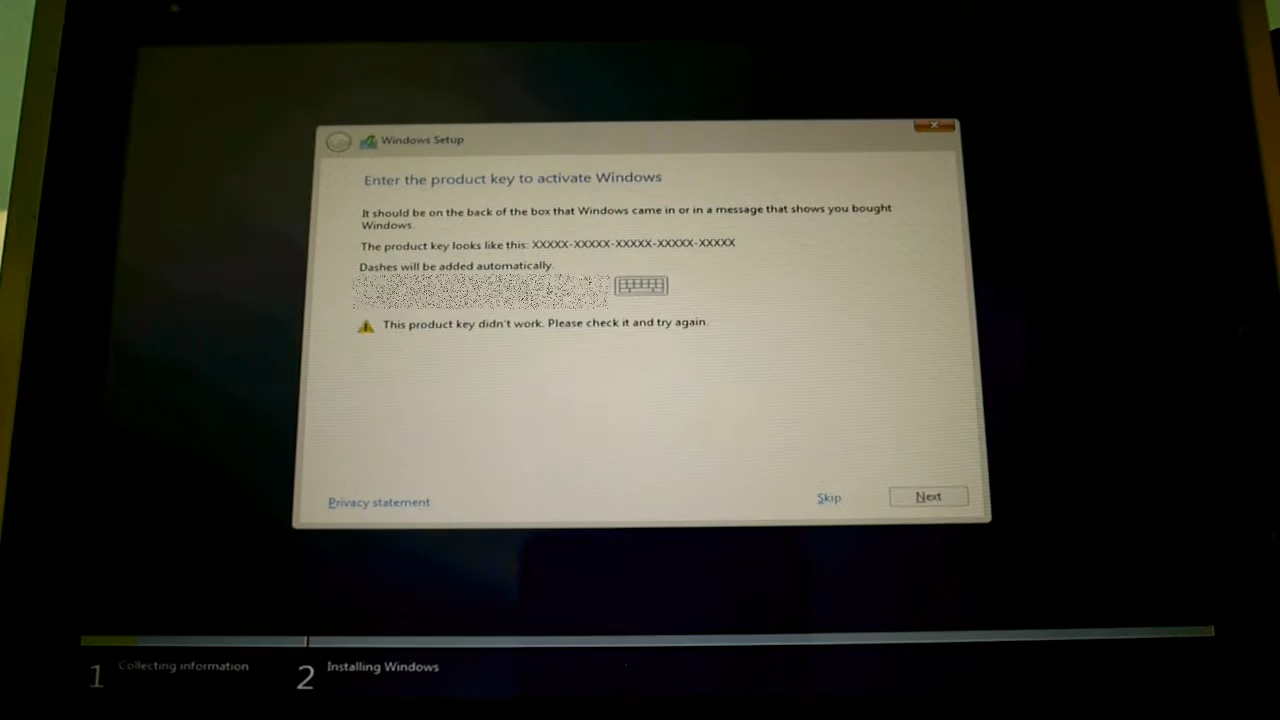 Windows Setup
Enter the product key to activate Windows
It should be on the back of the box that Windows came in or in a message that shows you bought
Windows.
The product key looks like this: XXXXX-XXXXX-XXXXX-XXXXX-XXXXX
Dashes will be added automatically.
This product key didn't work. Please check it and try again.
Privacy statement
Skip
Next
1 Collecting information
2 Installing Windows